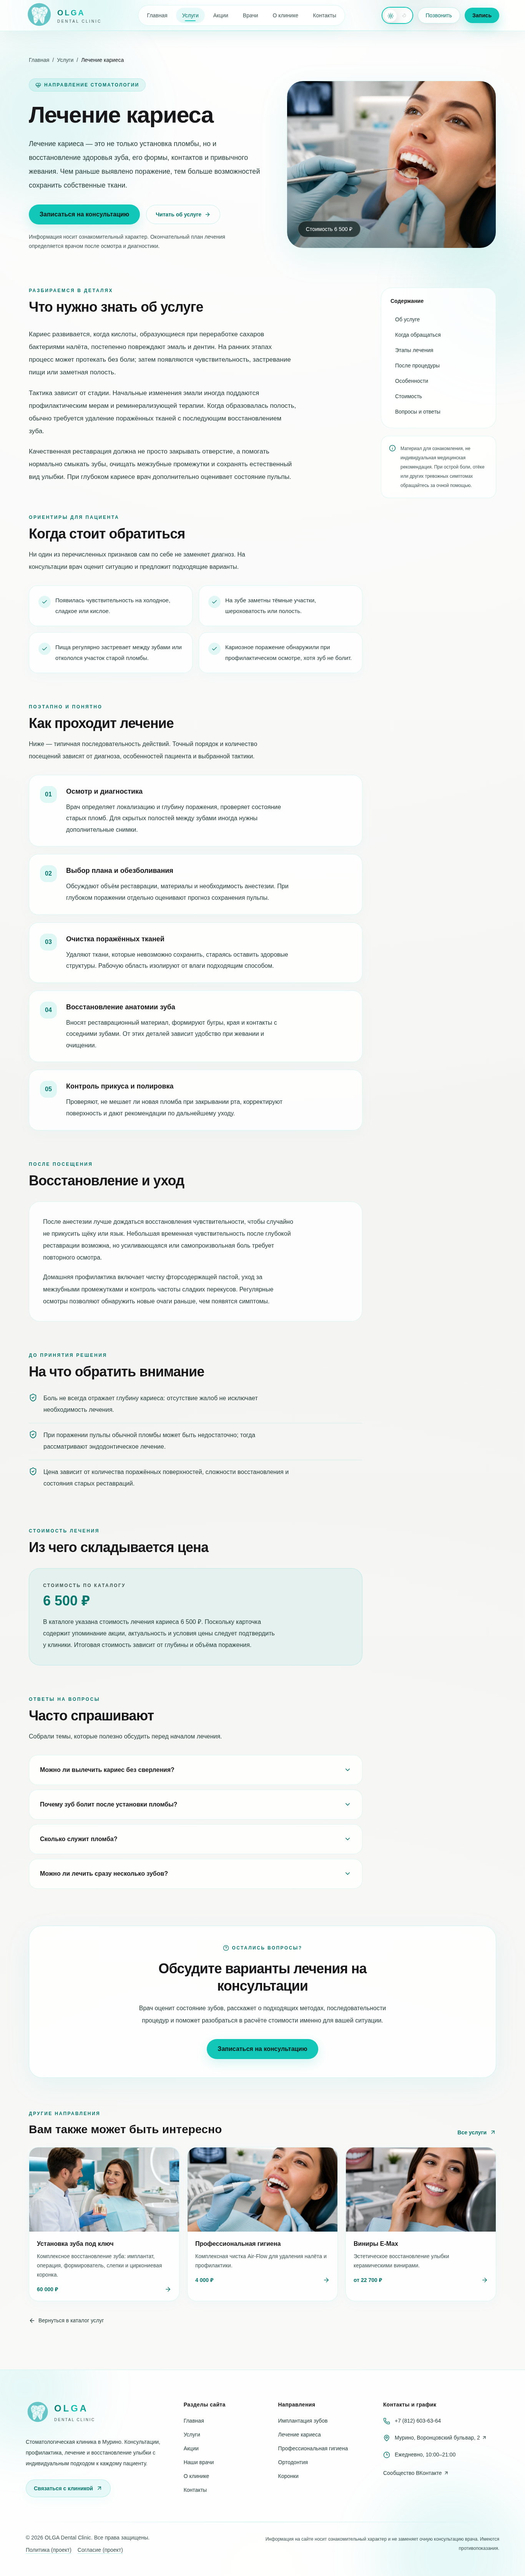 OLGA
DENTAL CLINIC
Главная
Услуги
Акции
Врачи
О клинике
Контакты
Позвонить
Запись
Главная / Услуги / Лечение кариеса
НАПРАВЛЕНИЕ СТОМАТОЛОГИИ
Лечение кариеса
Лечение кариеса — это не только установка пломбы, но и
восстановление здоровья зуба, его формы, контактов и привычного
жевания. Чем раньше выявлено поражение, тем больше возможностей
сохранить собственные ткани.
Записаться на консультацию
Читать об услуге
Информация носит ознакомительный характер. Окончательный план лечения
определяется врачом после осмотра и диагностики.
Стоимость 6 500 ₽
РАЗБИРАЕМСЯ В ДЕТАЛЯХ
Что нужно знать об услуге
Кариес развивается, когда кислоты, образующиеся при переработке сахаров
бактериями налёта, постепенно повреждают эмаль и дентин. На ранних этапах
процесс может протекать без боли; затем появляются чувствительность, застревание
пищи или заметная полость.
Тактика зависит от стадии. Начальные изменения эмали иногда поддаются
профилактическим мерам и реминерализующей терапии. Когда образовалась полость,
обычно требуется удаление поражённых тканей с последующим восстановлением
зуба.
Качественная реставрация должна не просто закрывать отверстие, а помогать
нормально смыкать зубы, очищать межзубные промежутки и сохранять естественный
вид улыбки. При глубоком кариесе врач дополнительно оценивает состояние пульпы.
Содержание
Об услуге
Когда обращаться
Этапы лечения
После процедуры
Особенности
Стоимость
Вопросы и ответы
Материал для ознакомления, не
индивидуальная медицинская
рекомендация. При острой боли, отёке
или других тревожных симптомах
обращайтесь за очной помощью.
ОРИЕНТИРЫ ДЛЯ ПАЦИЕНТА
Когда стоит обратиться
Ни один из перечисленных признаков сам по себе не заменяет диагноз. На
консультации врач оценит ситуацию и предложит подходящие варианты.
Появилась чувствительность на холодное,
сладкое или кислое.
На зубе заметны тёмные участки,
шероховатость или полость.
Пища регулярно застревает между зубами или
откололся участок старой пломбы.
Кариозное поражение обнаружили при
профилактическом осмотре, хотя зуб не болит.
ПОЭТАПНО И ПОНЯТНО
Как проходит лечение
Ниже — типичная последовательность действий. Точный порядок и количество
посещений зависят от диагноза, особенностей пациента и выбранной тактики.
01
Осмотр и диагностика
Врач определяет локализацию и глубину поражения, проверяет состояние
старых пломб. Для скрытых полостей между зубами иногда нужны
дополнительные снимки.
02
Выбор плана и обезболивания
Обсуждают объём реставрации, материалы и необходимость анестезии. При
глубоком поражении отдельно оценивают прогноз сохранения пульпы.
03
Очистка поражённых тканей
Удаляют ткани, которые невозможно сохранить, стараясь оставить здоровые
структуры. Рабочую область изолируют от влаги подходящим способом.
04
Восстановление анатомии зуба
Вносят реставрационный материал, формируют бугры, края и контакты с
соседними зубами. От этих деталей зависит удобство при жевании и
очищении.
05
Контроль прикуса и полировка
Проверяют, не мешает ли новая пломба при закрывании рта, корректируют
поверхность и дают рекомендации по дальнейшему уходу.
ПОСЛЕ ПОСЕЩЕНИЯ
Восстановление и уход
После анестезии лучше дождаться восстановления чувствительности, чтобы случайно
не прикусить щёку или язык. Небольшая временная чувствительность после глубокой
реставрации возможна, но усиливающаяся или самопроизвольная боль требует
повторного осмотра.
Домашняя профилактика включает чистку фторсодержащей пастой, уход за
межзубными промежутками и контроль частоты сладких перекусов. Регулярные
осмотры позволяют обнаружить новые очаги раньше, чем появятся симптомы.
ДО ПРИНЯТИЯ РЕШЕНИЯ
На что обратить внимание
Боль не всегда отражает глубину кариеса: отсутствие жалоб не исключает
необходимость лечения.
При поражении пульпы обычной пломбы может быть недостаточно; тогда
рассматривают эндодонтическое лечение.
Цена зависит от количества поражённых поверхностей, сложности восстановления и
состояния старых реставраций.
СТОИМОСТЬ ЛЕЧЕНИЯ
Из чего складывается цена
СТОИМОСТЬ ПО КАТАЛОГУ
6 500 ₽
В каталоге указана стоимость лечения кариеса 6 500 ₽. Поскольку карточка
содержит упоминание акции, актуальность и условия цены следует подтвердить
у клиники. Итоговая стоимость зависит от глубины и объёма поражения.
ОТВЕТЫ НА ВОПРОСЫ
Часто спрашивают
Собрали темы, которые полезно обсудить перед началом лечения.
Можно ли вылечить кариес без сверления?
Почему зуб болит после установки пломбы?
Сколько служит пломба?
Можно ли лечить сразу несколько зубов?
ОСТАЛИСЬ ВОПРОСЫ?
Обсудите варианты лечения на
консультации
Врач оценит состояние зубов, расскажет о подходящих методах, последовательности
процедур и поможет разобраться в расчёте стоимости именно для вашей ситуации.
Записаться на консультацию
ДРУГИЕ НАПРАВЛЕНИЯ
Вам также может быть интересно
Все услуги
Установка зуба под ключ
Комплексное восстановление зуба: имплантат,
операция, формирователь, слепки и циркониевая
коронка.
60 000 ₽
Профессиональная гигиена
Комплексная чистка Air-Flow для удаления налёта и
профилактики.
4 000 ₽
Виниры E-Max
Эстетическое восстановление улыбки
керамическими винирами.
от 22 700 ₽
Вернуться в каталог услуг
OLGA
DENTAL CLINIC
Стоматологическая клиника в Мурино. Консультации,
профилактика, лечение и восстановление улыбки с
индивидуальным подходом к каждому пациенту.
Связаться с клиникой
Разделы сайта
Главная
Услуги
Акции
Наши врачи
О клинике
Контакты
Направления
Имплантация зубов
Лечение кариеса
Профессиональная гигиена
Ортодонтия
Коронки
Контакты и график
+7 (812) 603-63-64
Мурино, Воронцовский бульвар, 2
Ежедневно, 10:00–21:00
Сообщество ВКонтакте
© 2026 OLGA Dental Clinic. Все права защищены.
Политика (проект)
Согласие (проект)
Информация на сайте носит ознакомительный характер и не заменяет очную консультацию врача. Имеются
противопоказания.